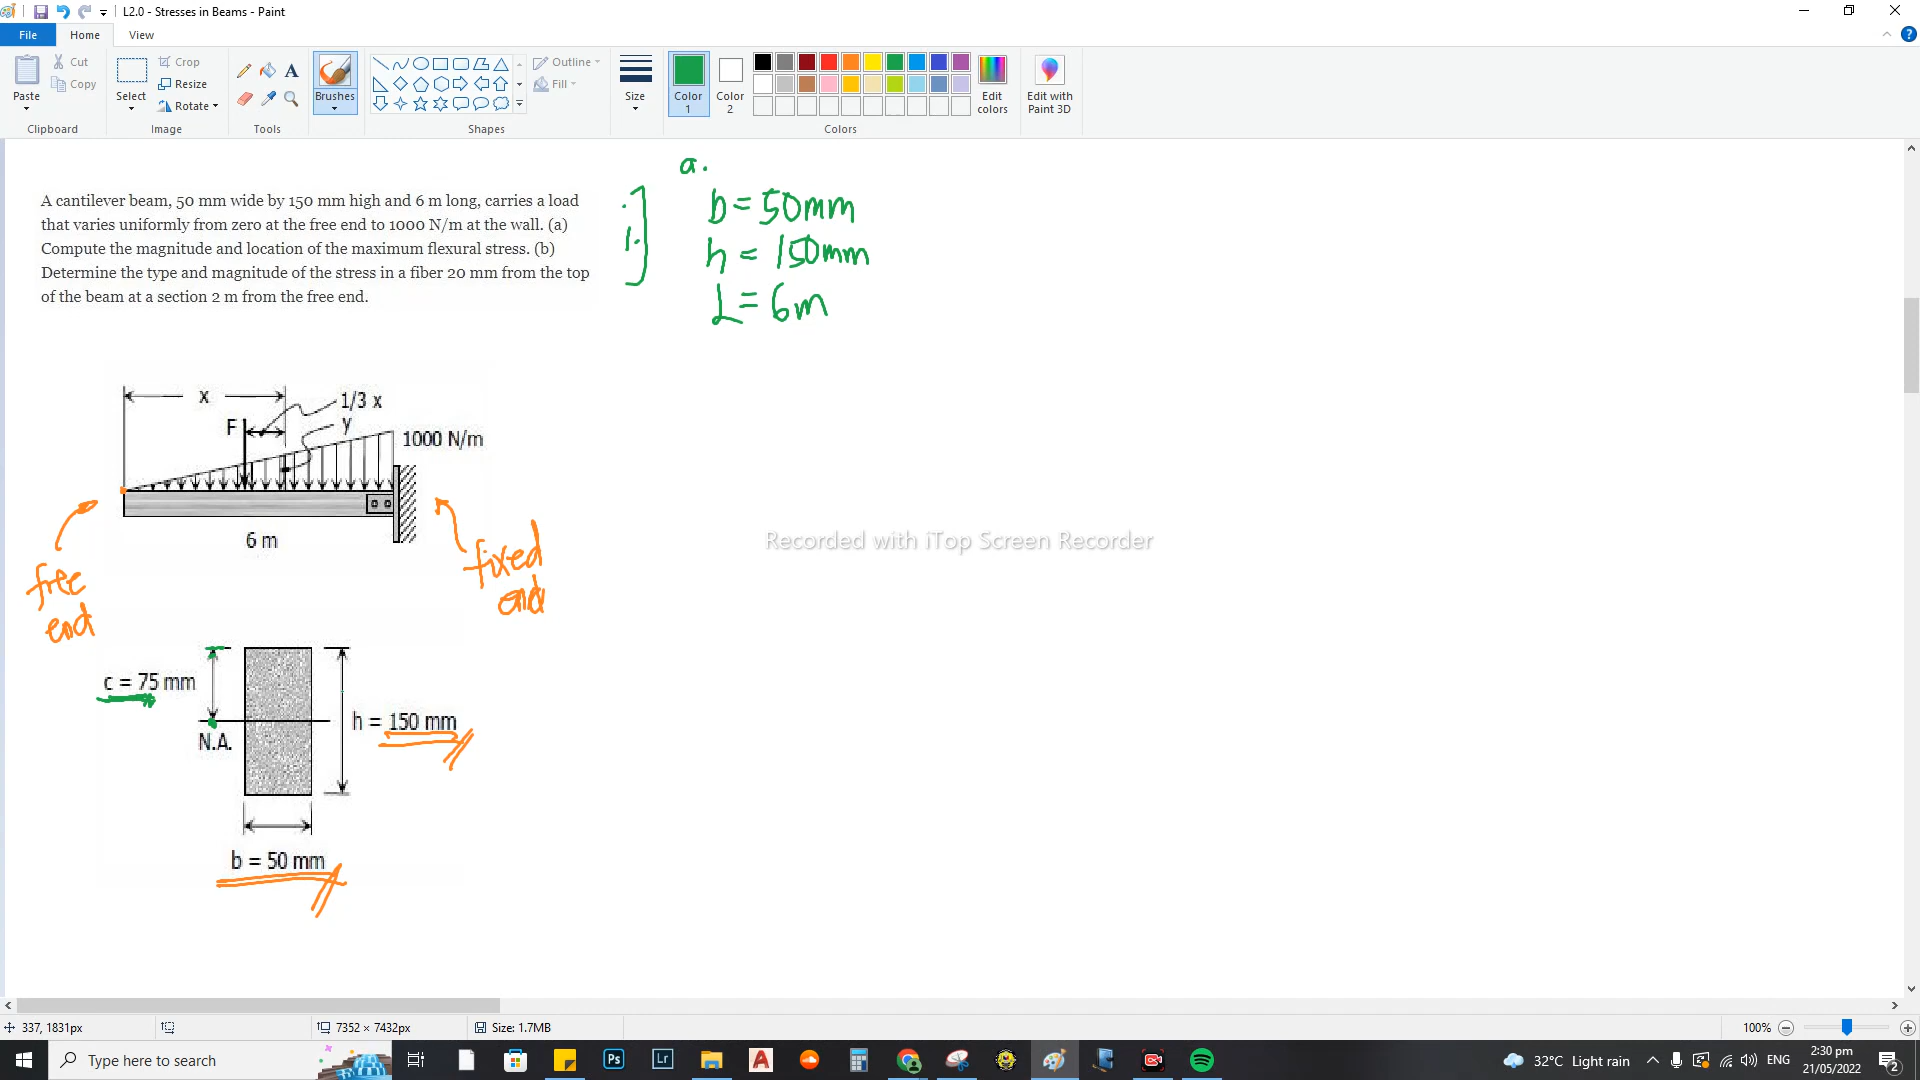 L2.0 - Stresses in Beams - Paint
File Home View
Paste
Cut
Copy
Clipboard
Select
Crop
Resize
Rotate
Image
Tools
Brushes
Shapes
Outline
Fill
Size
Color 1
Color 2
Colors
Edit colors
Edit with Paint 3D
A cantilever beam, 50 mm wide by 150 mm high and 6 m long, carries a load
that varies uniformly from zero at the free end to 1000 N/m at the wall. (a)
Compute the magnitude and location of the maximum flexural stress. (b)
Determine the type and magnitude of the stress in a fiber 20 mm from the top
of the beam at a section 2 m from the free end.
a.
b = 50mm
h = 150mm
L = 6m
1.
x
1/3 x
F
y
1000 N/m
6 m
free end
fixed end
Recorded with iTop Screen Recorder
c = 75 mm
h = 150 mm
N.A.
b = 50 mm
337, 1831px
7352 × 7432px
Size: 1.7MB
100%
Type here to search
Ps
Lr
A
32°C Light rain
ENG
2:30 pm
21/05/2022
2